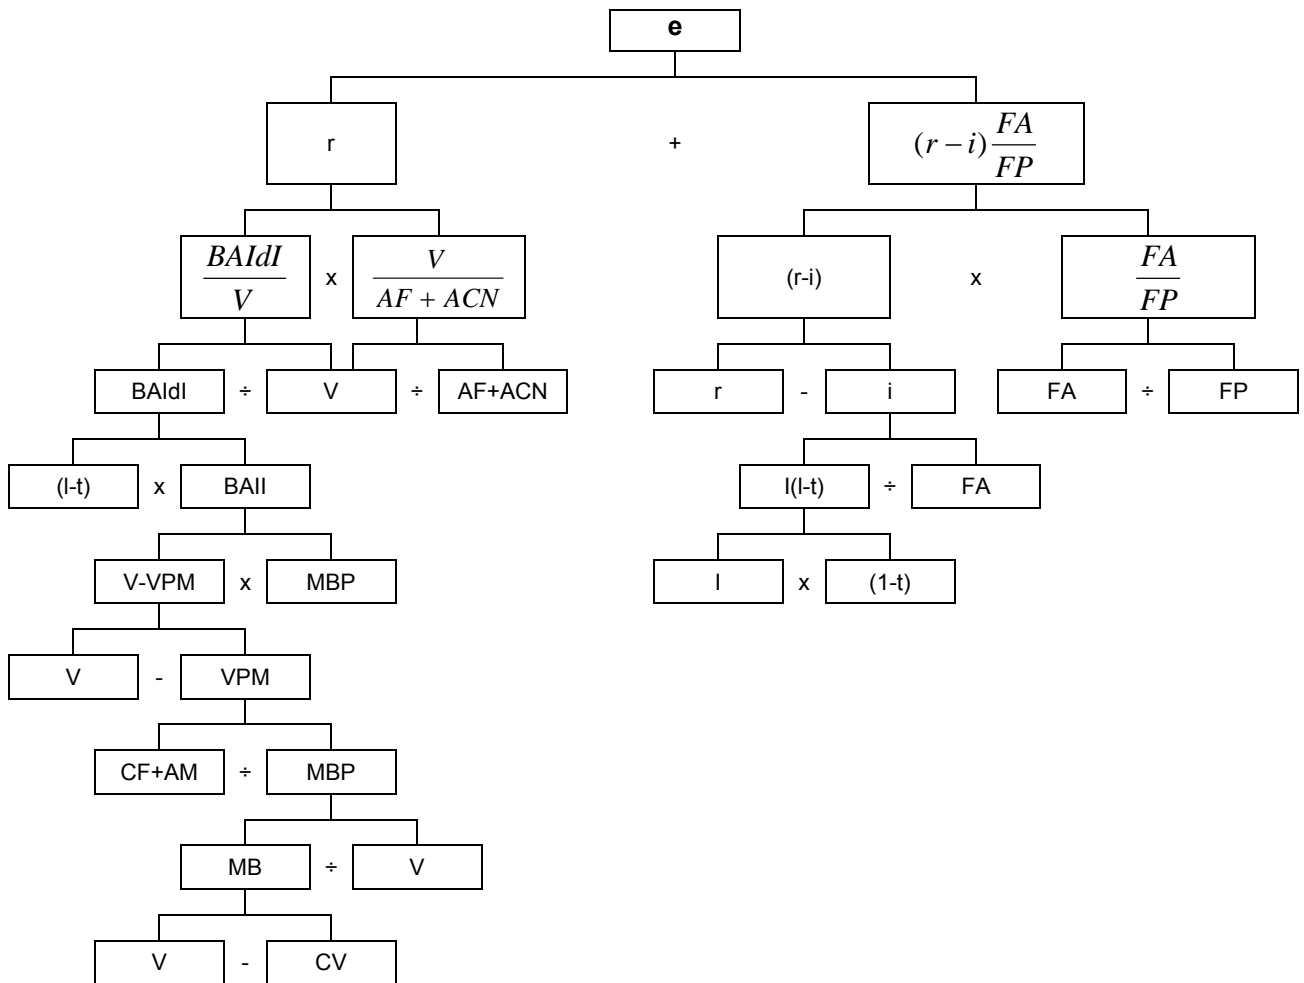 e
r + (r − i) FA/FP
BAIdI/V x V/(AF + ACN) (r-i) x FA/FP
BAIdI ÷ V ÷ AF+ACN r - i FA ÷ FP
(l-t) x BAII I(l-t) ÷ FA
V-VPM x MBP I x (1-t)
V - VPM
CF+AM ÷ MBP
MB ÷ V
V - CV